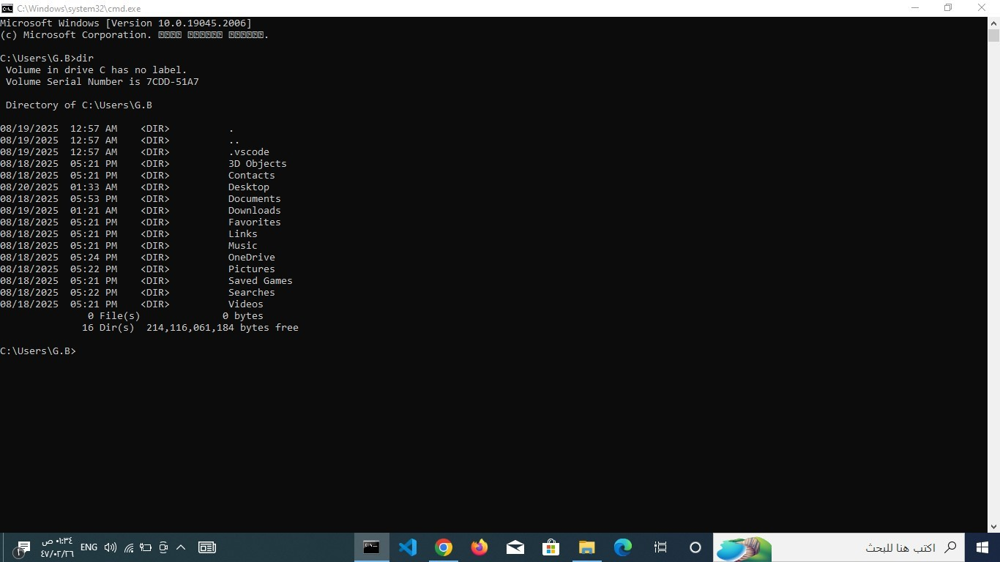 C:\Windows\system32\cmd.exe
Microsoft Windows [Version 10.0.19045.2006]
(c) Microsoft Corporation.
C:\Users\G.B>dir
Volume in drive C has no label.
Volume Serial Number is 7CDD-51A7
Directory of C:\Users\G.B
08/19/2025  12:57 AM    <DIR>          .
08/19/2025  12:57 AM    <DIR>          ..
08/19/2025  12:57 AM    <DIR>          .vscode
08/18/2025  05:21 PM    <DIR>          3D Objects
08/18/2025  05:21 PM    <DIR>          Contacts
08/20/2025  01:33 AM    <DIR>          Desktop
08/18/2025  05:53 PM    <DIR>          Documents
08/19/2025  01:21 AM    <DIR>          Downloads
08/18/2025  05:21 PM    <DIR>          Favorites
08/18/2025  05:21 PM    <DIR>          Links
08/18/2025  05:21 PM    <DIR>          Music
08/18/2025  05:24 PM    <DIR>          OneDrive
08/18/2025  05:22 PM    <DIR>          Pictures
08/18/2025  05:21 PM    <DIR>          Saved Games
08/18/2025  05:22 PM    <DIR>          Searches
08/18/2025  05:21 PM    <DIR>          Videos
0 File(s)              0 bytes
16 Dir(s)  214,116,061,184 bytes free
C:\Users\G.B>
اكتب هنا للبحث
ENG
٠١:٣٤ ص
٤٧/٠٢/٢٦
١